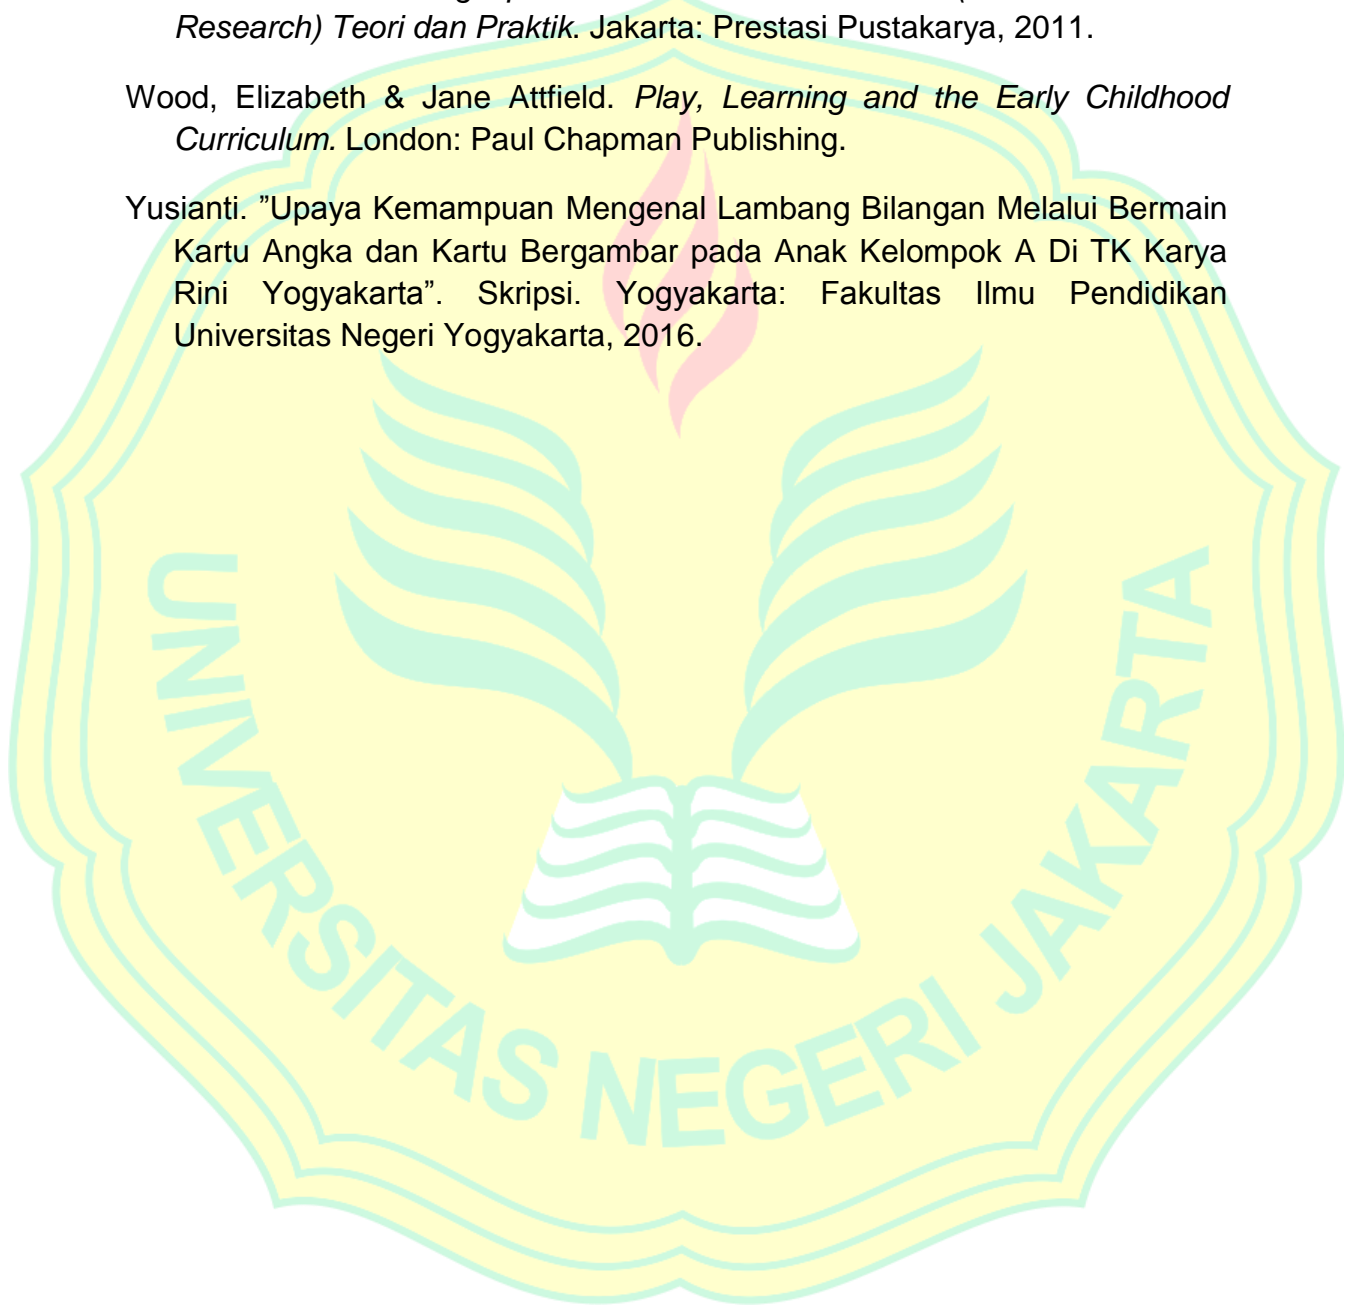 Research) Teori dan Praktik. Jakarta: Prestasi Pustakarya, 2011.
Wood, Elizabeth & Jane Attfield. Play, Learning and the Early Childhood
Curriculum. London: Paul Chapman Publishing.
Yusianti. ”Upaya Kemampuan Mengenal Lambang Bilangan Melalui Bermain
Kartu Angka dan Kartu Bergambar pada Anak Kelompok A Di TK Karya
Rini Yogyakarta”. Skripsi. Yogyakarta: Fakultas Ilmu Pendidikan
Universitas Negeri Yogyakarta, 2016.
UNIVERSITAS NEGERI JAKARTA